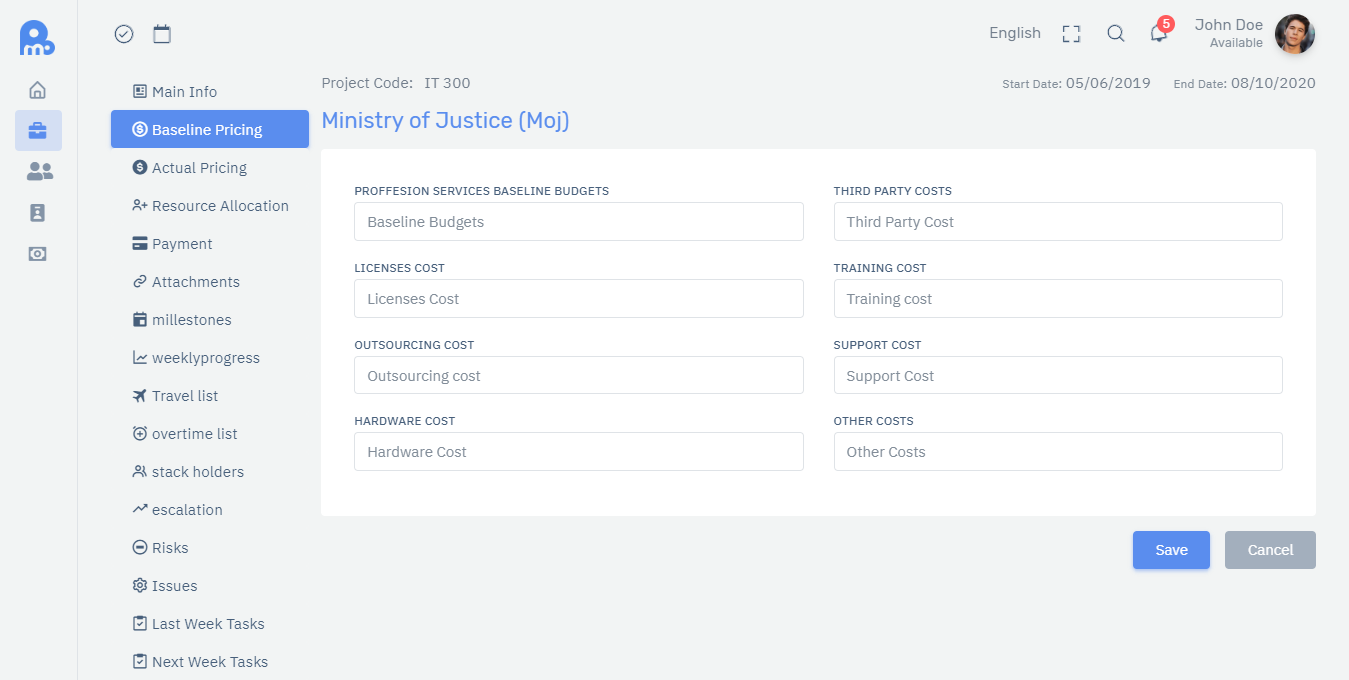 English
5
John Doe
Available
Main Info
Baseline Pricing
Actual Pricing
Resource Allocation
Payment
Attachments
millestones
weeklyprogress
Travel list
overtime list
stack holders
escalation
Risks
Issues
Last Week Tasks
Next Week Tasks
Project Code: IT 300
Start Date: 05/06/2019 End Date: 08/10/2020
Ministry of Justice (Moj)
PROFFESION SERVICES BASELINE BUDGETS
Baseline Budgets
THIRD PARTY COSTS
Third Party Cost
LICENSES COST
Licenses Cost
TRAINING COST
Training cost
OUTSOURCING COST
Outsourcing cost
SUPPORT COST
Support Cost
HARDWARE COST
Hardware Cost
OTHER COSTS
Other Costs
Save
Cancel